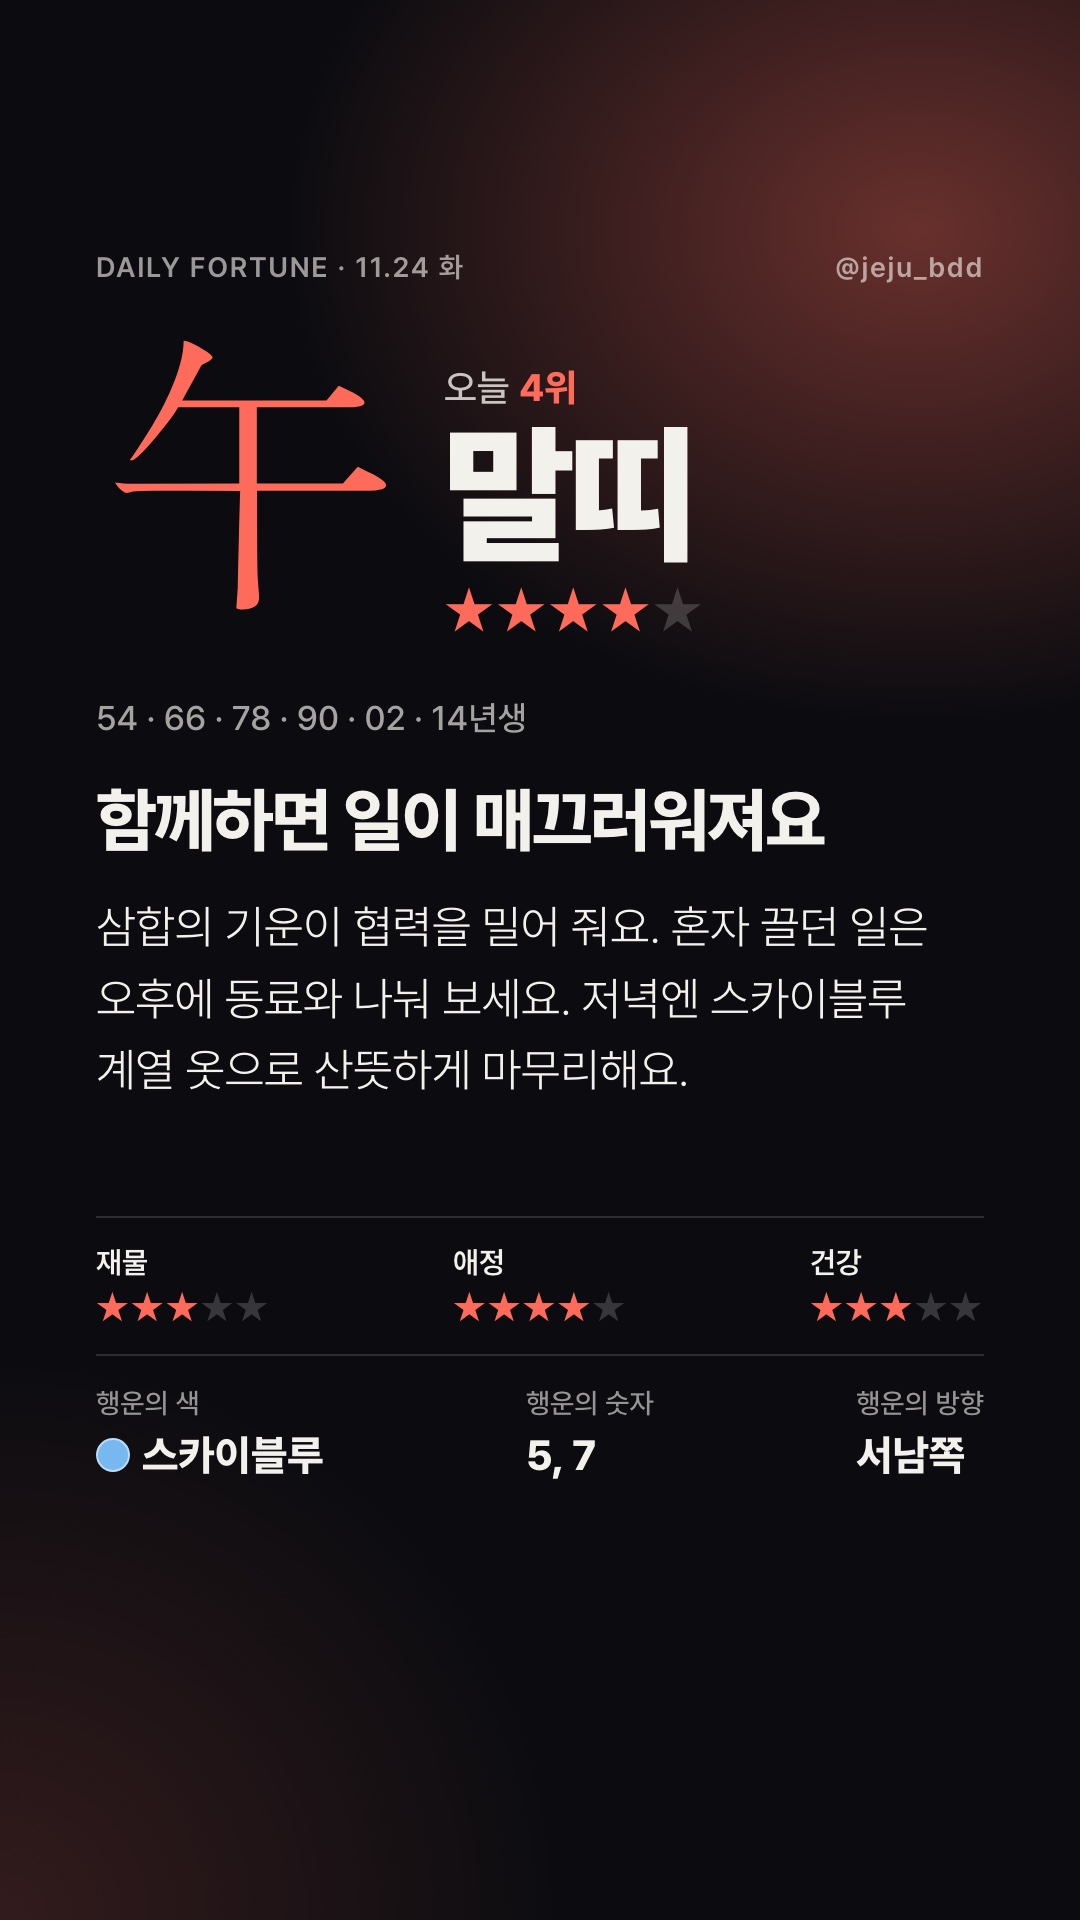 DAILY FORTUNE · 11.24 화
@jeju_bdd
午
오늘 4위
말띠
★★★★★
54 · 66 · 78 · 90 · 02 · 14년생
함께하면 일이 매끄러워져요
삼합의 기운이 협력을 밀어 줘요. 혼자 끌던 일은
오후에 동료와 나눠 보세요. 저녁엔 스카이블루
계열 옷으로 산뜻하게 마무리해요.
재물
★★★★★
애정
★★★★★
건강
★★★★★
행운의 색
스카이블루
행운의 숫자
5, 7
행운의 방향
서남쪽